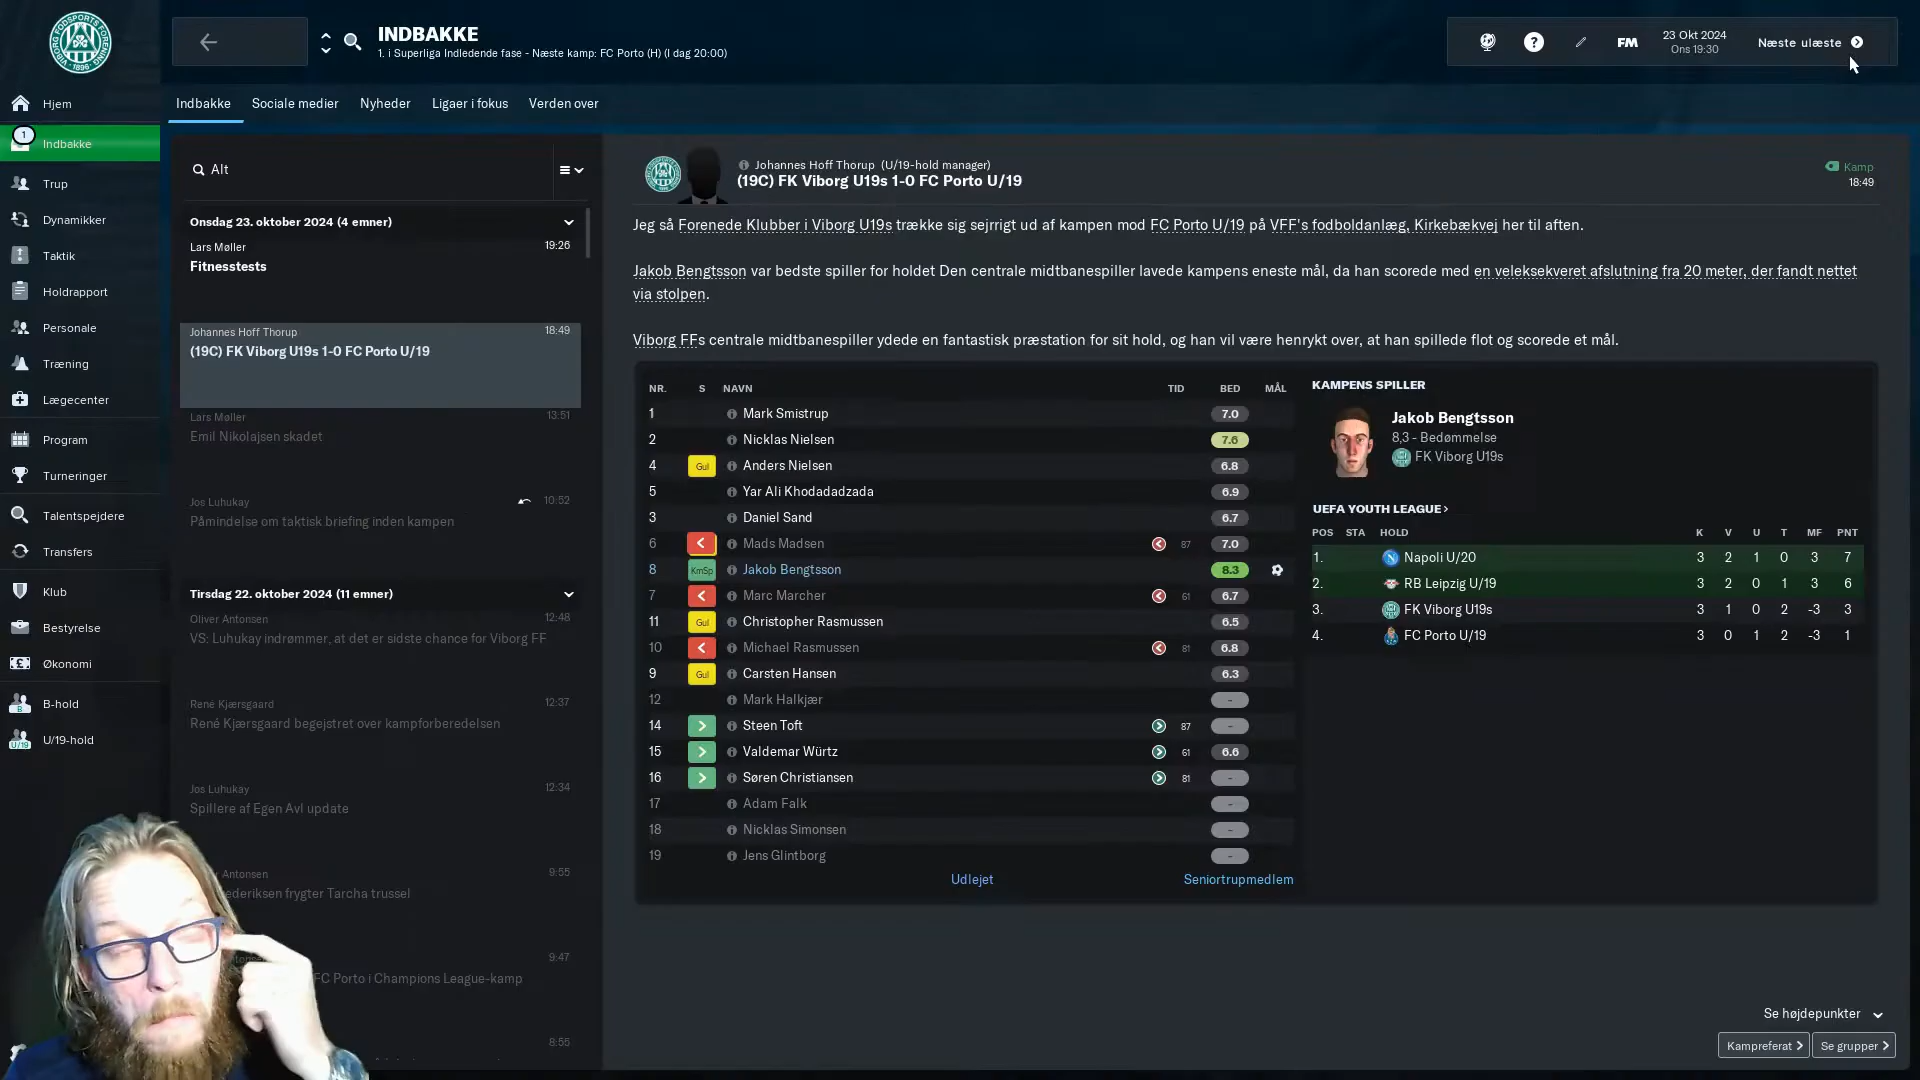 INDBAKKE
1. i Superliga Indledende fase - Næste kamp: FC Porto (H) (I dag 20:00)
FM
23 Okt 2024
Ons 19:30
Næste ulæste
Hjem
1
Indbakke
Trup
Dynamikker
Taktik
Holdrapport
Personale
Træning
Lægecenter
Program
Turneringer
Talentspejdere
Transfers
Klub
Bestyrelse
Økonomi
B-hold
U/19-hold
Indbakke Sociale medier Nyheder Ligaer i fokus Verden over
Alt
Onsdag 23. oktober 2024 (4 emner)
Lars Møller 19:26
Fitnesstests
Johannes Hoff Thorup 18:49
(19C) FK Viborg U19s 1-0 FC Porto U/19
Lars Møller 13:51
Emil Nikolajsen skadet
Jos Luhukay 10:52
Påmindelse om taktisk briefing inden kampen
Tirsdag 22. oktober 2024 (11 emner)
Oliver Antonsen 12:48
VS: Luhukay indrømmer, at det er sidste chance for Viborg FF
René Kjærsgaard 12:37
René Kjærsgaard begejstret over kampforberedelsen
Jos Luhukay 12:34
Spillere af Egen Avl update
Antonsen 9:55
ederiksen frygter Tarcha trussel
9:47
FC Porto i Champions League-kamp
8:55
Johannes Hoff Thorup (U/19-hold manager)
(19C) FK Viborg U19s 1-0 FC Porto U/19
Kamp
18:49
Jeg så Forenede Klubber i Viborg U19s trække sig sejrrigt ud af kampen mod FC Porto U/19 på VFF's fodboldanlæg, Kirkebækvej her til aften.
Jakob Bengtsson var bedste spiller for holdet Den centrale midtbanespiller lavede kampens eneste mål, da han scorede med en veleksekveret afslutning fra 20 meter, der fandt nettet
via stolpen.
Viborg FFs centrale midtbanespiller ydede en fantastisk præstation for sit hold, og han vil være henrykt over, at han spillede flot og scorede et mål.
NR. S NAVN TID BED MÅL
1 Mark Smistrup 7.0
2 Nicklas Nielsen 7.6
4 Gul Anders Nielsen 6.8
5 Yar Ali Khodadadzada 6.9
3 Daniel Sand 6.7
6 Mads Madsen 87 7.0
8 KmSp Jakob Bengtsson 8.3
7 Marc Marcher 61 6.7
11 Gul Christopher Rasmussen 6.5
10 Michael Rasmussen 81 6.8
9 Gul Carsten Hansen 6.3
12 Mark Halkjær -
14 Steen Toft 87 -
15 Valdemar Würtz 61 6.6
16 Søren Christiansen 81 -
17 Adam Falk -
18 Nicklas Simonsen -
19 Jens Glintborg -
Udlejet Seniortrupmedlem
KAMPENS SPILLER
Jakob Bengtsson
8,3 - Bedømmelse
FK Viborg U19s
UEFA YOUTH LEAGUE
POS STA HOLD K V U T MF PNT
1. Napoli U/20 3 2 1 0 3 7
2. RB Leipzig U/19 3 2 0 1 3 6
3. FK Viborg U19s 3 1 0 2 -3 3
4. FC Porto U/19 3 0 1 2 -3 1
Se højdepunkter
Kampreferat
Se grupper